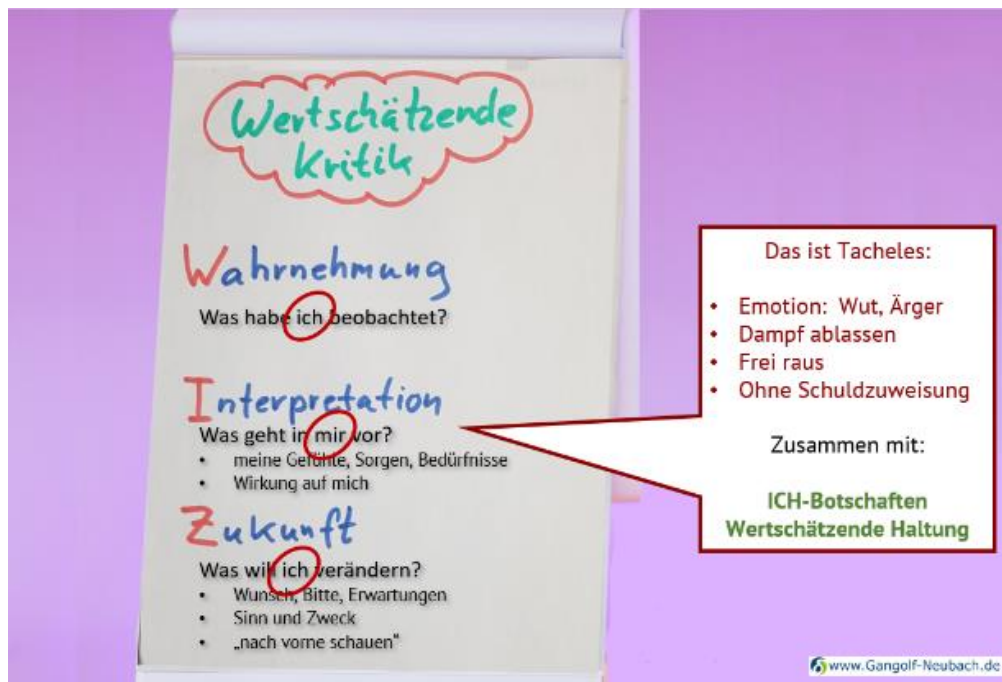 Wertschätzende
Kritik
Wahrnehmung
Was habe ich beobachtet?
Interpretation
Was geht in mir vor?
• meine Gefühle, Sorgen, Bedürfnisse
• Wirkung auf mich
Zukunft
Was will ich verändern?
• Wunsch, Bitte, Erwartungen
• Sinn und Zweck
• „nach vorne schauen“
Das ist Tacheles:
• Emotion: Wut, Ärger
• Dampf ablassen
• Frei raus
• Ohne Schuldzuweisung
Zusammen mit:
ICH-Botschaften
Wertschätzende Haltung
www.Gangolf-Neubach.de